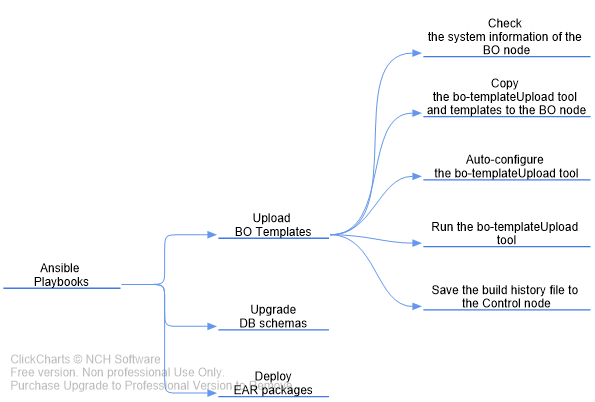 Check
the system information of the
BO node
Copy
the bo-templateUpload tool
and templates to the BO node
Auto-configure
the bo-templateUpload tool
Upload
BO Templates
Run the bo-templateUpload
tool
Ansible
Playbooks
Save the build history file to
the Control node
Upgrade
DB schemas
Deploy
EAR packages
ClickCharts © NCH Software
Free version. Non professional Use Only.
Purchase Upgrade to Professional Version to Remove